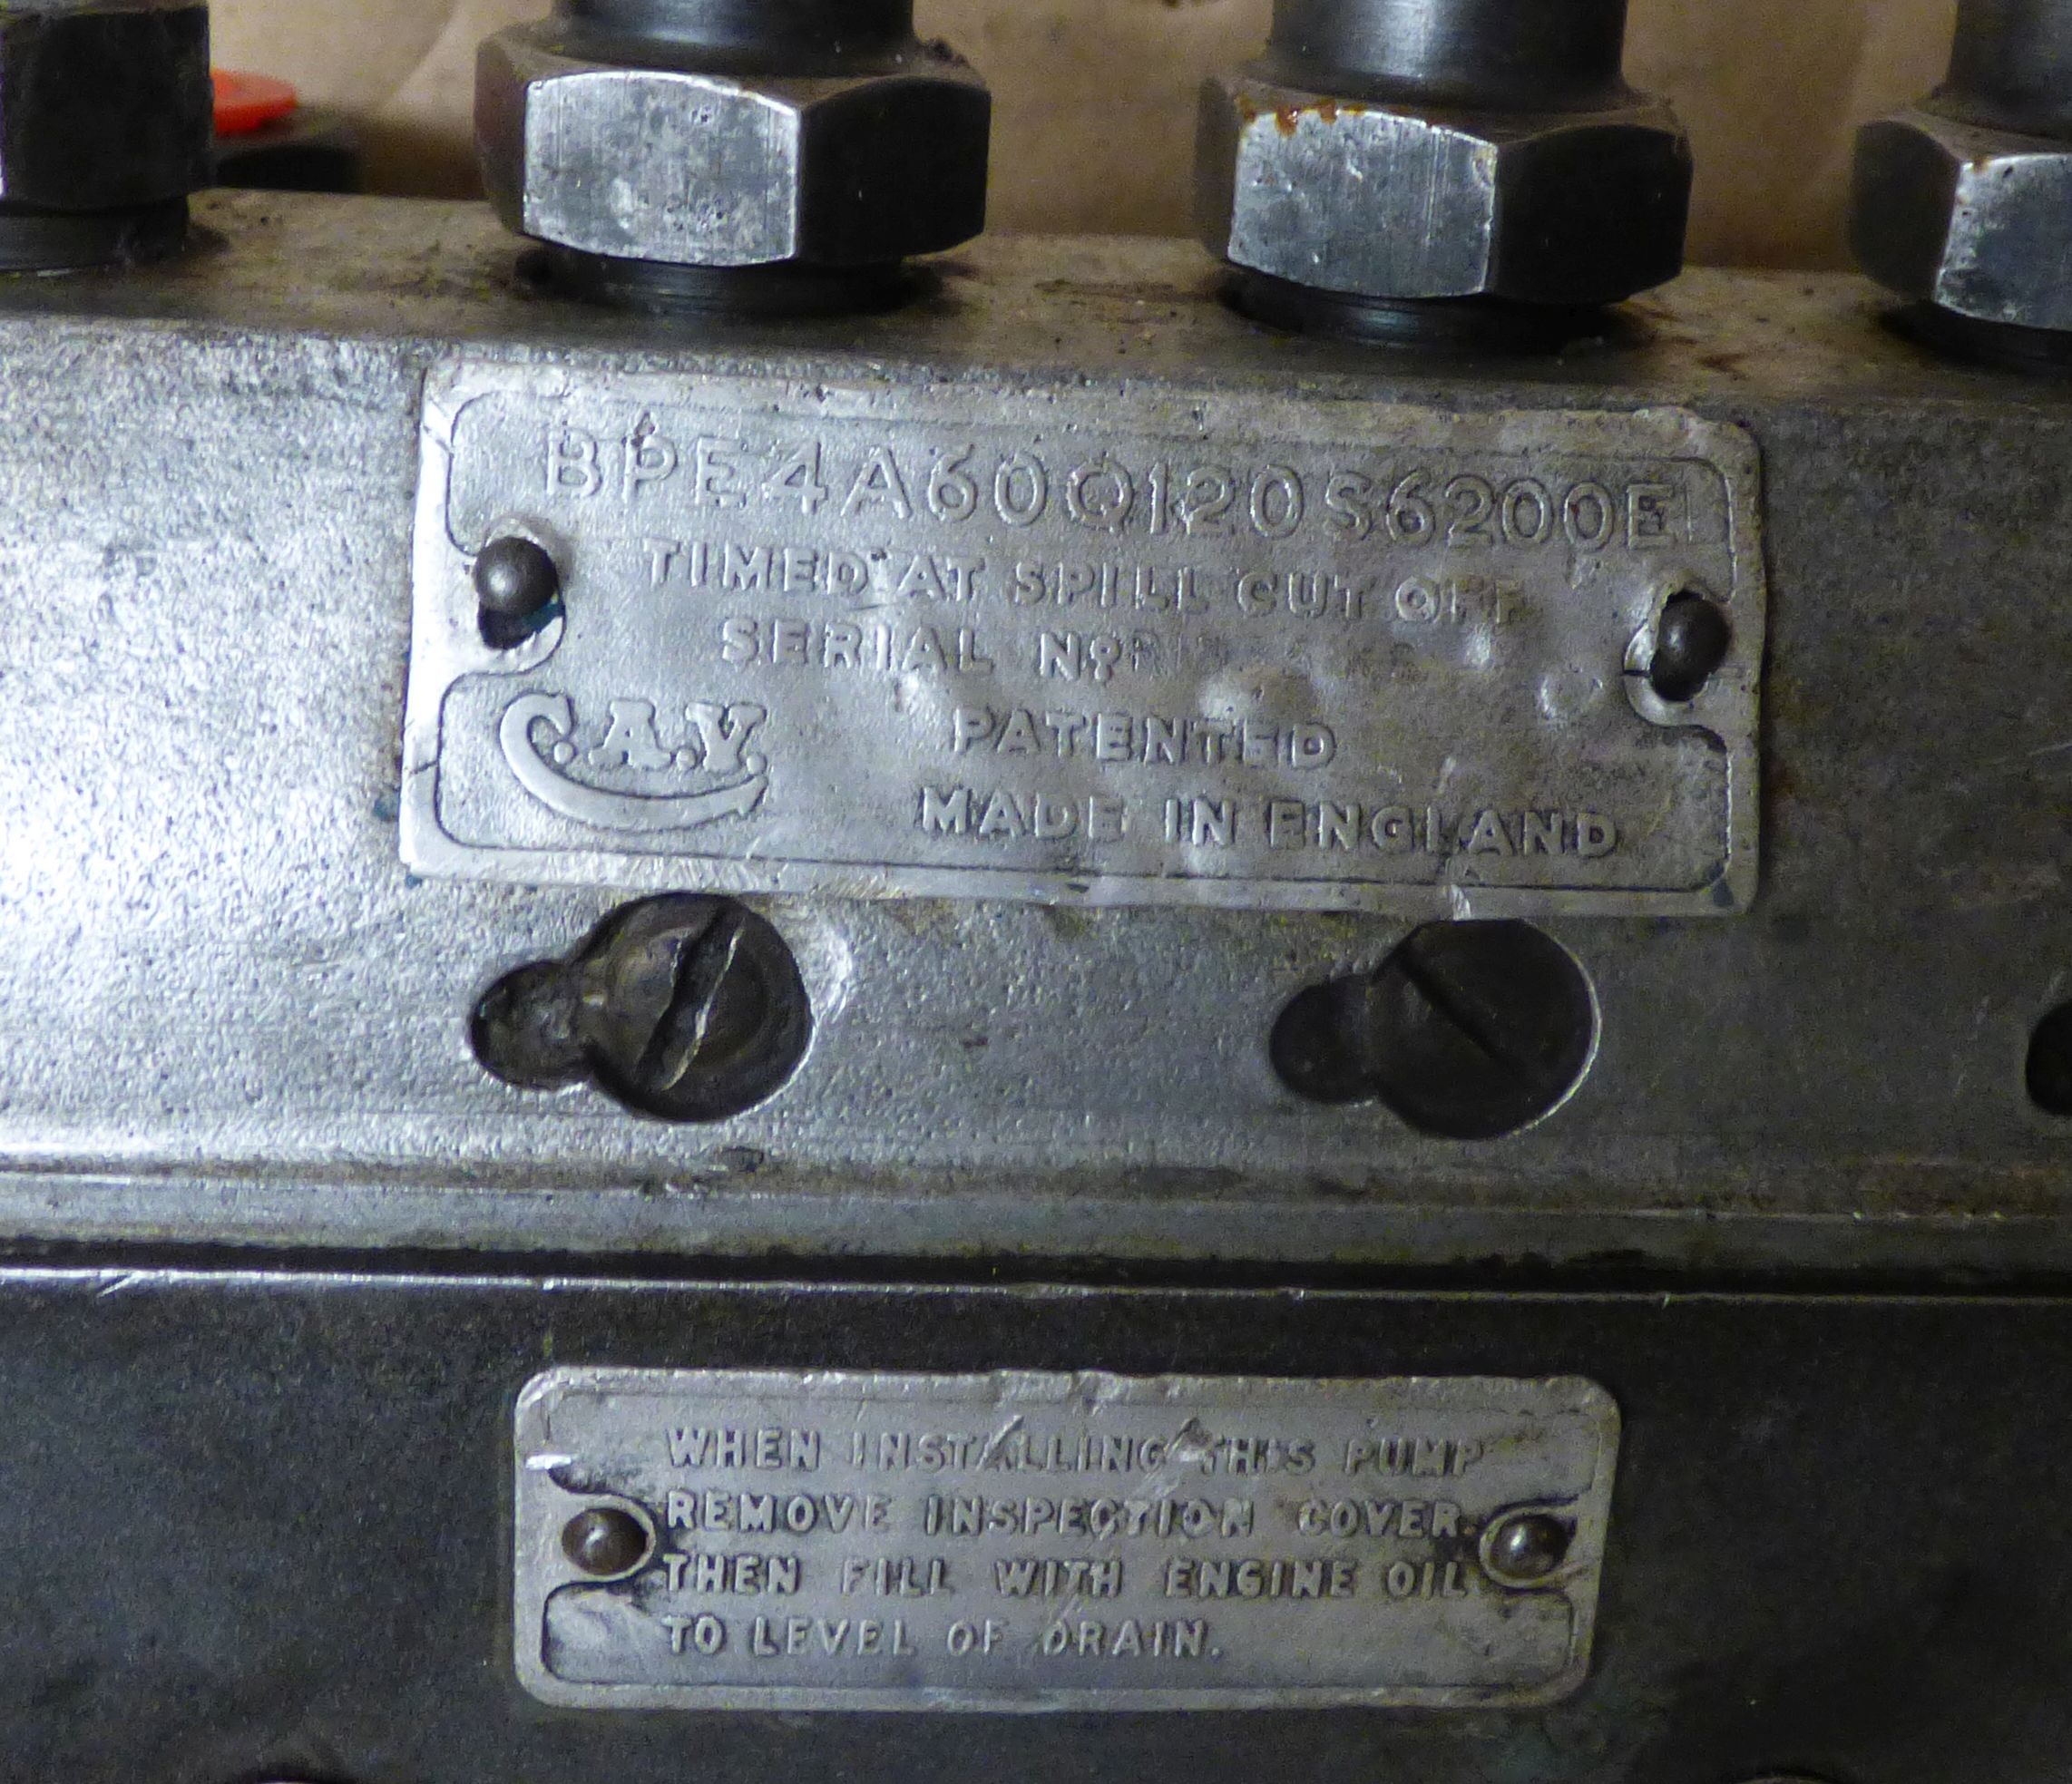 BPE4A60Q120S6200E
TIMED AT SPILL CUT OFF
SERIAL Nº
C.A.V.
PATENTED
MADE IN ENGLAND
WHEN INSTALLING THIS PUMP
REMOVE INSPECTION COVER.
THEN FILL WITH ENGINE OIL
TO LEVEL OF DRAIN.